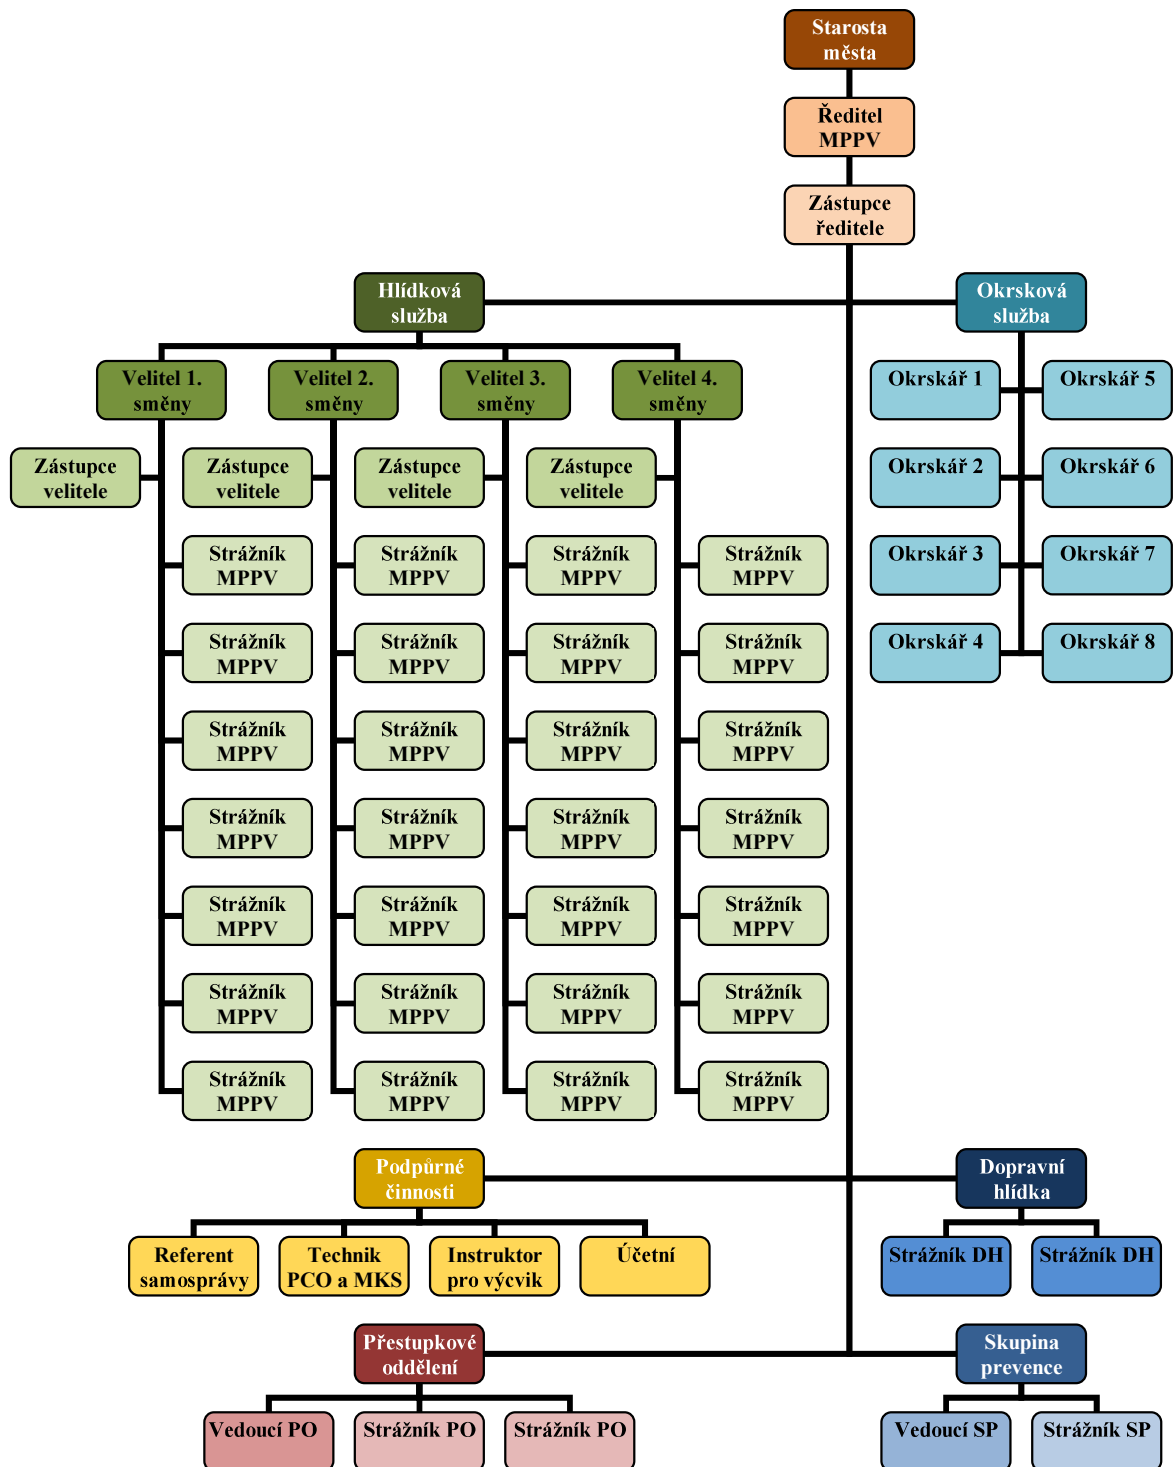 Starosta
města
Ředitel
MPPV
Zástupce
ředitele
Hlídková
služba
Okrsková
služba
Velitel 1.
směny
Velitel 2.
směny
Velitel 3.
směny
Velitel 4.
směny
Okrskář 1
Okrskář 5
Zástupce
velitele
Zástupce
velitele
Zástupce
velitele
Zástupce
velitele
Okrskář 2
Okrskář 6
Strážník
MPPV
Strážník
MPPV
Strážník
MPPV
Strážník
MPPV
Okrskář 3
Okrskář 7
Strážník
MPPV
Strážník
MPPV
Strážník
MPPV
Strážník
MPPV
Okrskář 4
Okrskář 8
Strážník
MPPV
Strážník
MPPV
Strážník
MPPV
Strážník
MPPV
Strážník
MPPV
Strážník
MPPV
Strážník
MPPV
Strážník
MPPV
Strážník
MPPV
Strážník
MPPV
Strážník
MPPV
Strážník
MPPV
Strážník
MPPV
Strážník
MPPV
Strážník
MPPV
Strážník
MPPV
Strážník
MPPV
Strážník
MPPV
Strážník
MPPV
Strážník
MPPV
Podpůrné
činnosti
Dopravní
hlídka
Referent
samosprávy
Technik
PCO a MKS
Instruktor
pro výcvik
Účetní
Strážník DH
Strážník DH
Přestupkové
oddělení
Skupina
prevence
Vedoucí PO
Strážník PO
Strážník PO
Vedoucí SP
Strážník SP